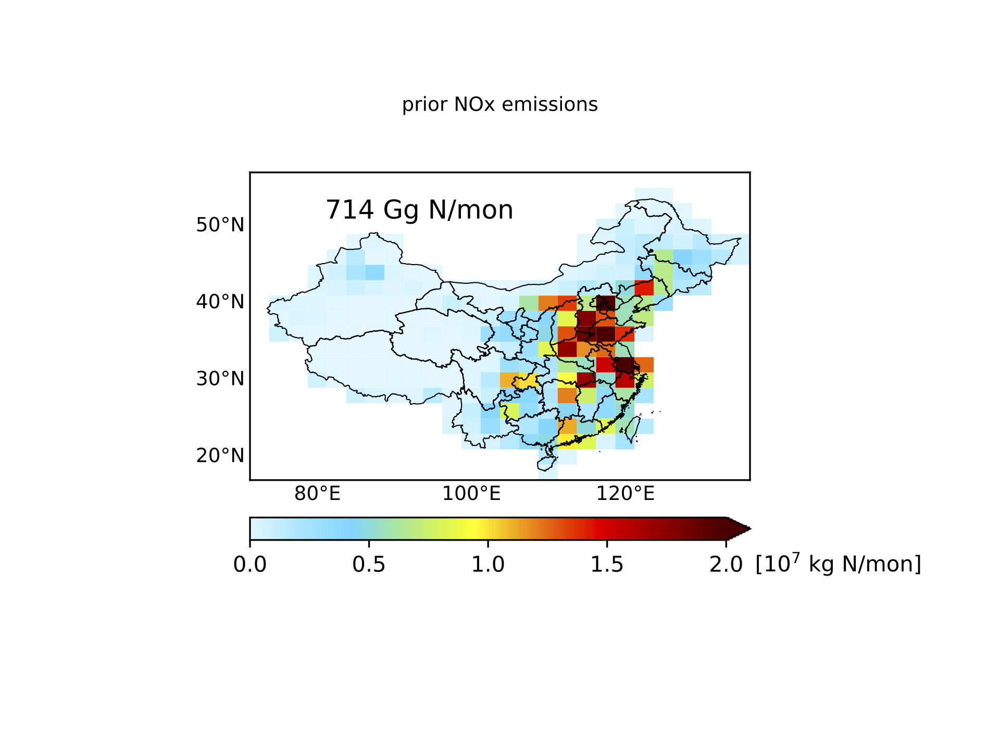 prior NOx emissions
714 Gg N/mon
50°N
40°N
30°N
20°N
80°E 100°E 120°E
0.0 0.5 1.0 1.5 2.0 [10⁷ kg N/mon]